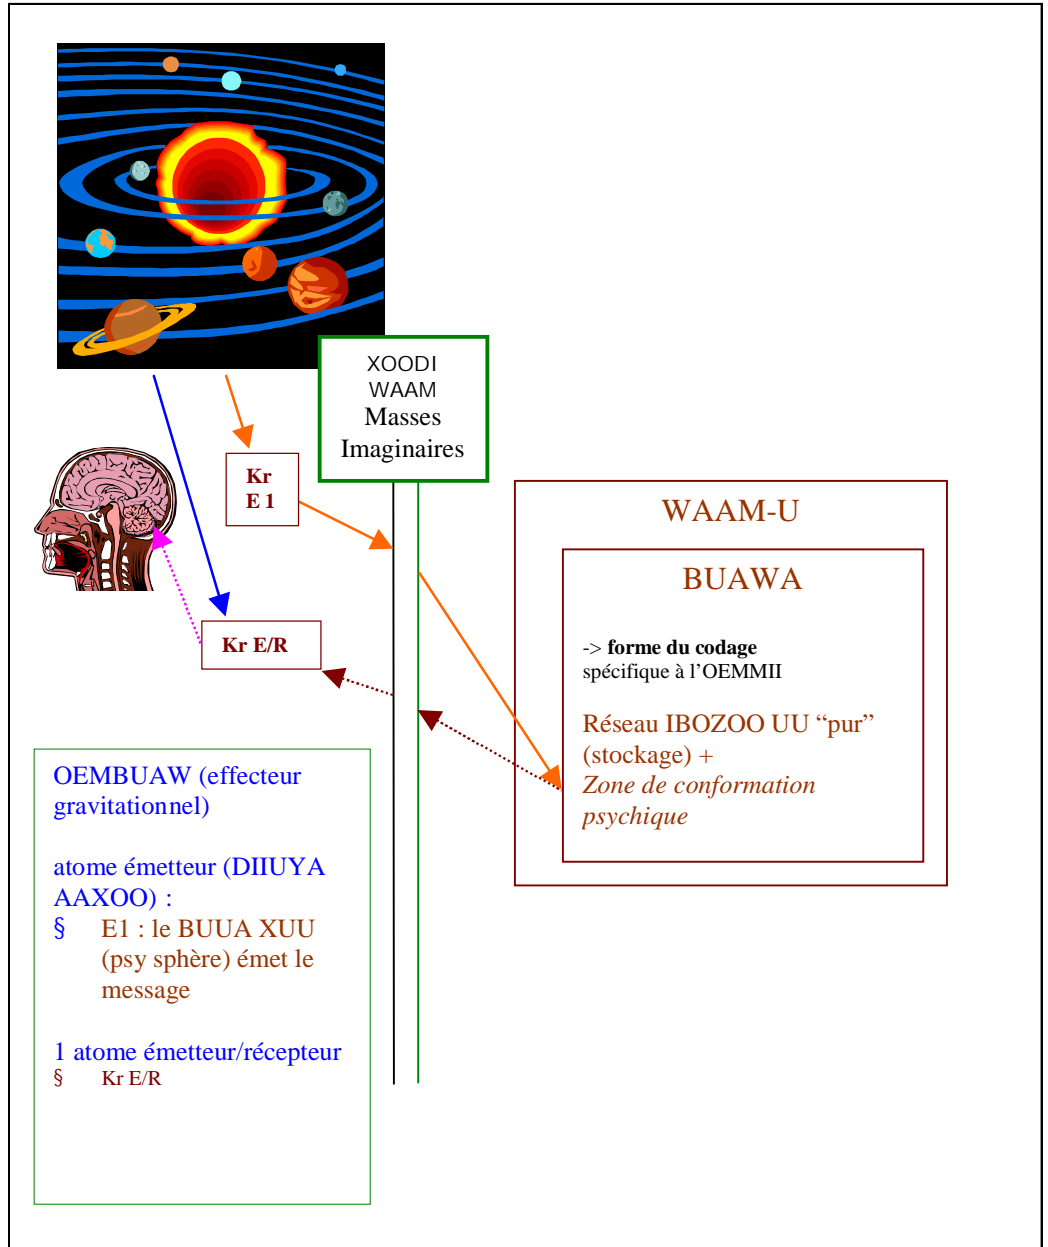 XOODI
WAAM
Masses
Imaginaires
Kr
E 1
Kr E/R
WAAM-U
BUAWA
-> forme du codage
spécifique à l’OEMMII
Réseau IBOZOO UU “pur”
(stockage) +
Zone de conformation
psychique
OEMBUAW (effecteur
gravitationnel)
atome émetteur (DIIUYA
AAXOO) :
§ E1 : le BUUA XUU
(psy sphère) émet le
message
1 atome émetteur/récepteur
§ Kr E/R